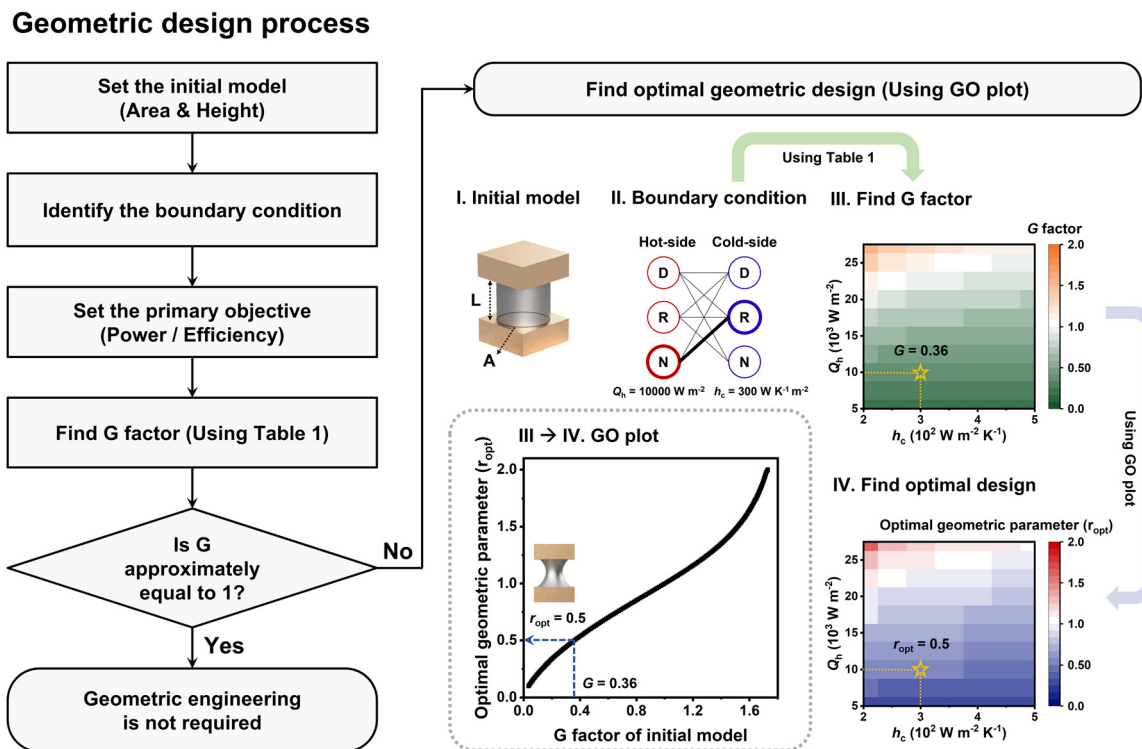 Geometric design process
Set the initial model
(Area & Height)
Identify the boundary condition
Set the primary objective
(Power / Efficiency)
Find G factor (Using Table 1)
Is G
approximately
equal to 1?
No
Yes
Geometric engineering
is not required
Find optimal geometric design (Using GO plot)
Using Table 1
I. Initial model
L
A
II. Boundary condition
Hot-side Cold-side
D D
R R
N N
Qh = 10000 W m-2 hc = 300 W K-1 m-2
III. Find G factor
G factor
2.0
1.5
1.0
0.50
0.0
Qh (10³ W m-2)
25
20
15
10
5
G = 0.36
2 3 4 5
hc (10² W m-2 K-1)
Using GO plot
III → IV. GO plot
Optimal geometric parameter (ropt)
2.0
1.5
1.0
0.5
0.0
ropt = 0.5
G = 0.36
0.0 0.4 0.8 1.2 1.6
G factor of initial model
IV. Find optimal design
Optimal geometric parameter (ropt)
2.0
1.5
1.0
0.50
0.0
Qh (10³ W m-2)
25
20
15
10
5
ropt = 0.5
2 3 4 5
hc (10² W m-2 K-1)